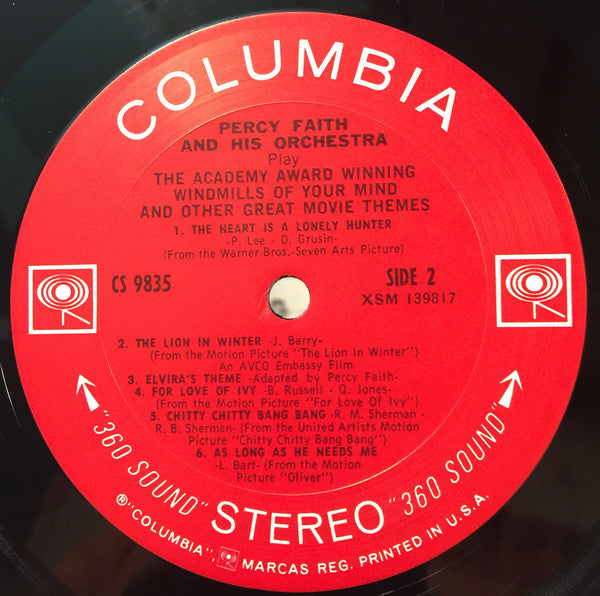 COLUMBIA
PERCY FAITH
AND HIS ORCHESTRA
Play
THE ACADEMY AWARD WINNING
WINDMILLS OF YOUR MIND
AND OTHER GREAT MOVIE THEMES
1. THE HEART IS A LONELY HUNTER
-P. Lee - D. Grusin-
(From the Warner Bros.-Seven Arts Picture)
CS 9835
SIDE 2
XSM 139817
2. THE LION IN WINTER -J. Barry-
(From the Motion Picture "The Lion In Winter")
An AVCO Embassy Film
3. ELVIRA'S THEME -Adapted by Percy Faith-
4. FOR LOVE OF IVY -B. Russell - Q. Jones-
(From the Motion Picture "For Love Of Ivy")
5. CHITTY CHITTY BANG BANG - R. M. Sherman -
R. B. Sherman- (From the United Artists Motion
Picture "Chitty Chitty Bang Bang")
6. AS LONG AS HE NEEDS ME
-L. Bart- (From the Motion
Picture "Oliver")
"360 SOUND" STEREO "360 SOUND"
®"COLUMBIA", MARCAS REG. PRINTED IN U.S.A.